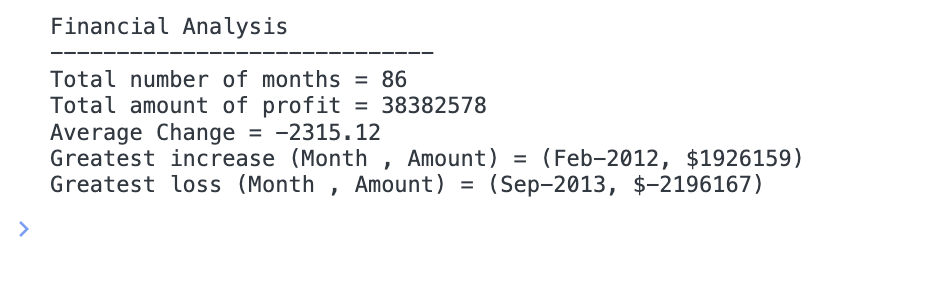 Financial Analysis
-----------------------------
Total number of months = 86
Total amount of profit = 38382578
Average Change = -2315.12
Greatest increase (Month , Amount) = (Feb-2012, $1926159)
Greatest loss (Month , Amount) = (Sep-2013, $-2196167)
>